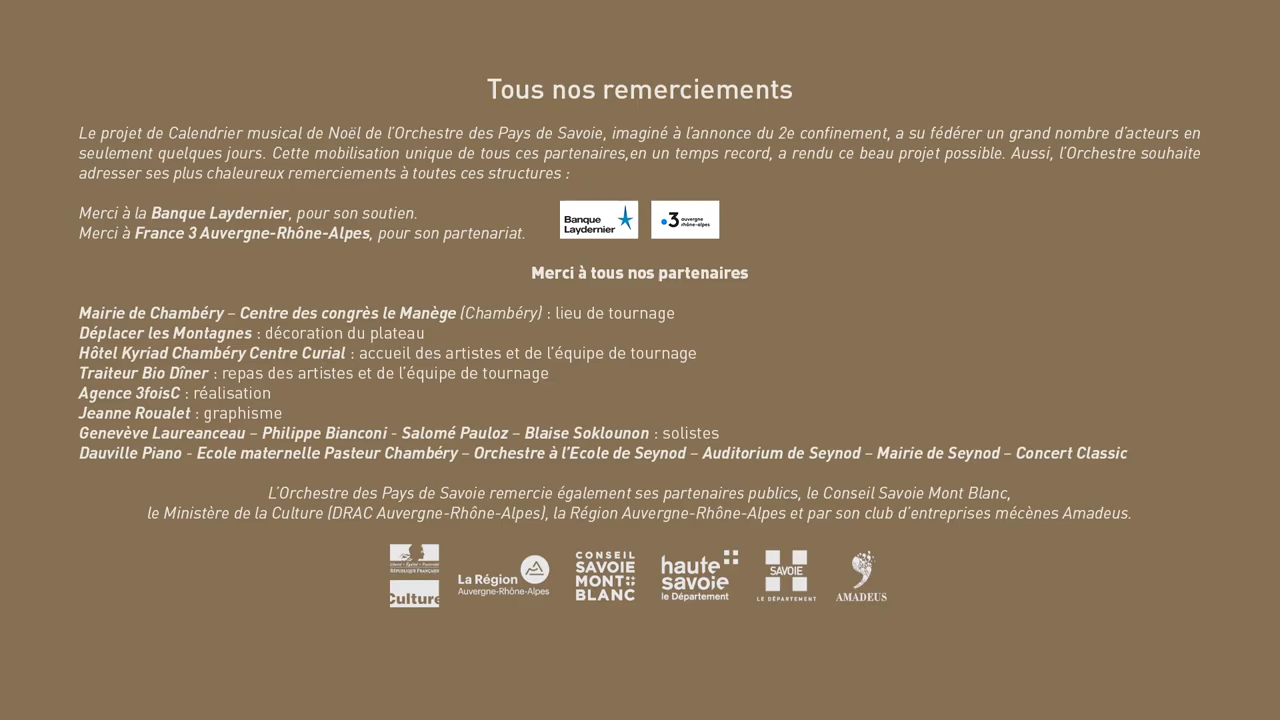 Tous nos remerciements
Le projet de Calendrier musical de Noël de l'Orchestre des Pays de Savoie, imaginé à l'annonce du 2e confinement, a su fédérer un grand nombre d'acteurs en
seulement quelques jours. Cette mobilisation unique de tous ces partenaires,en un temps record, a rendu ce beau projet possible. Aussi, l'Orchestre souhaite
adresser ses plus chaleureux remerciements à toutes ces structures :
Merci à la Banque Laydernier, pour son soutien.
Merci à France 3 Auvergne-Rhône-Alpes, pour son partenariat.
Banque
Laydernier
3 auvergne
rhône-alpes
Merci à tous nos partenaires
Mairie de Chambéry – Centre des congrès le Manège (Chambéry) : lieu de tournage
Déplacer les Montagnes : décoration du plateau
Hôtel Kyriad Chambéry Centre Curial : accueil des artistes et de l'équipe de tournage
Traiteur Bio Dîner : repas des artistes et de l'équipe de tournage
Agence 3foisC : réalisation
Jeanne Roualet : graphisme
Genevève Laureanceau – Philippe Bianconi - Salomé Pauloz – Blaise Soklounon : solistes
Dauville Piano - Ecole maternelle Pasteur Chambéry – Orchestre à l'Ecole de Seynod – Auditorium de Seynod – Mairie de Seynod – Concert Classic
L'Orchestre des Pays de Savoie remercie également ses partenaires publics, le Conseil Savoie Mont Blanc,
le Ministère de la Culture (DRAC Auvergne-Rhône-Alpes), la Région Auvergne-Rhône-Alpes et par son club d'entreprises mécènes Amadeus.
Liberté • Égalité • Fraternité
RÉPUBLIQUE FRANÇAISE
Culture
La Région
Auvergne-Rhône-Alpes
CONSEIL
SAVOIE
MONT
BLANC
haute
savoie
le Département
SAVOIE
LE DÉPARTEMENT
AMADEUS